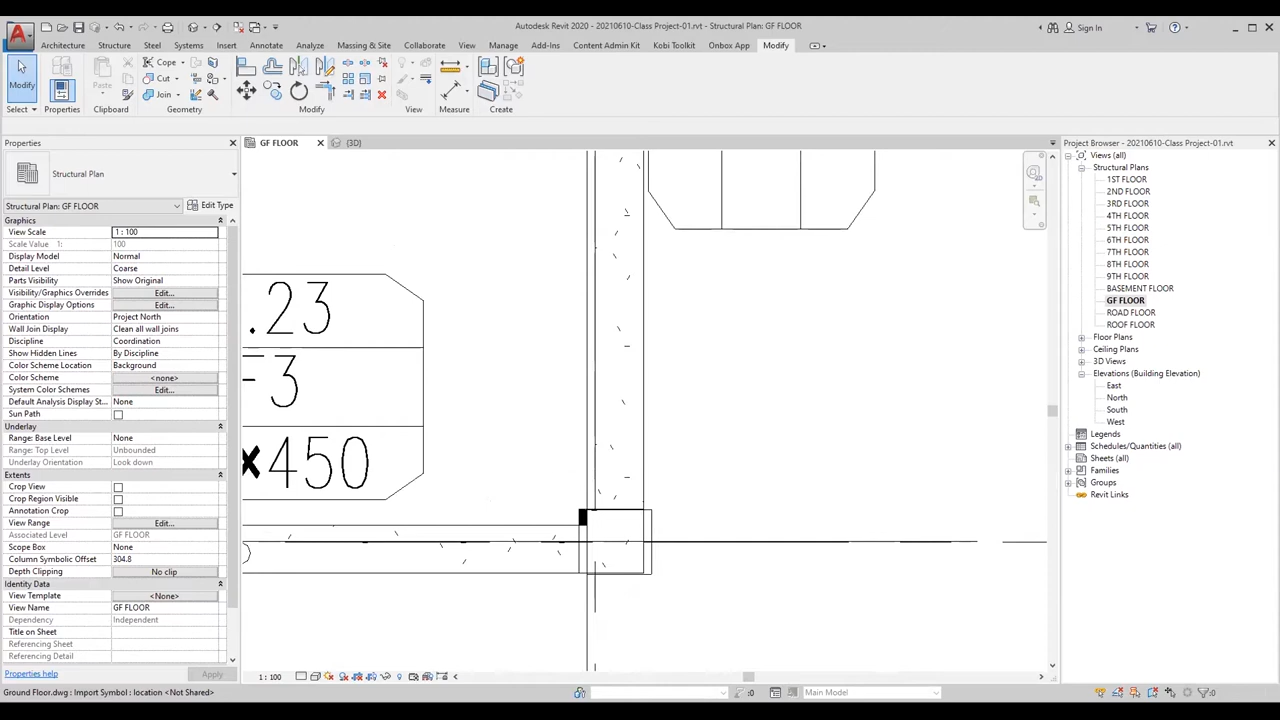 Autodesk Revit 2020 - 20210610-Class Project-01.rvt - Structural Plan: GF FLOOR
Sign In
Architecture Structure Steel Systems Insert Annotate Analyze Massing & Site Collaborate View Manage Add-Ins Content Admin Kit Kobi Toolkit Onbox App Modify
Modify
Properties
Paste
Cope
Cut
Join
Select Properties Clipboard Geometry Modify View Measure Create
Properties
GF FLOOR
{3D}
Project Browser - 20210610-Class Project-01.rvt
Structural Plan
Structural Plan: GF FLOOR
Edit Type
Graphics
View Scale 1 : 100
Scale Value 1: 100
Display Model Normal
Detail Level Coarse
Parts Visibility Show Original
Visibility/Graphics Overrides Edit...
Graphic Display Options Edit...
Orientation Project North
Wall Join Display Clean all wall joins
Discipline Coordination
Show Hidden Lines By Discipline
Color Scheme Location Background
Color Scheme <none>
System Color Schemes Edit...
Default Analysis Display St... None
Sun Path
Underlay
Range: Base Level None
Range: Top Level Unbounded
Underlay Orientation Look down
Extents
Crop View
Crop Region Visible
Annotation Crop
View Range Edit...
Associated Level GF FLOOR
Scope Box None
Column Symbolic Offset 304.8
Depth Clipping No clip
Identity Data
View Template <None>
View Name GF FLOOR
Dependency Independent
Title on Sheet
Referencing Sheet
Referencing Detail
Properties help
Apply
.23
-3
x450
Views (all)
Structural Plans
1ST FLOOR
2ND FLOOR
3RD FLOOR
4TH FLOOR
5TH FLOOR
6TH FLOOR
7TH FLOOR
8TH FLOOR
9TH FLOOR
BASEMENT FLOOR
GF FLOOR
ROAD FLOOR
ROOF FLOOR
Floor Plans
Ceiling Plans
3D Views
Elevations (Building Elevation)
East
North
South
West
Legends
Schedules/Quantities (all)
Sheets (all)
Families
Groups
Revit Links
1 : 100
Ground Floor.dwg : Import Symbol : location <Not Shared>
:0
Main Model
:0